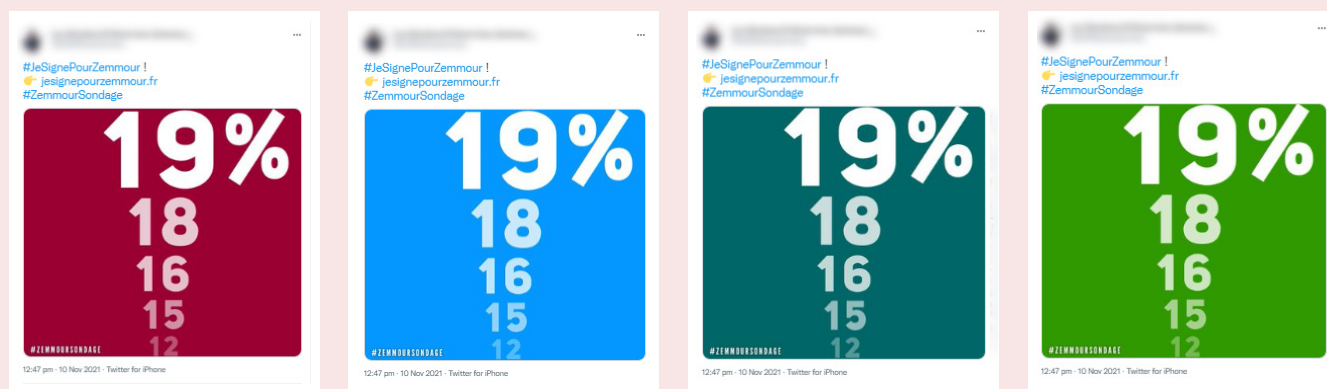 #JeSignePourZemmour !
👉 jesignepourzemmour.fr
#ZemmourSondage
19%
18
16
15
12
#ZEMMOURSONDAGE
12:47 pm · 10 Nov 2021 · Twitter for iPhone
#JeSignePourZemmour !
👉 jesignepourzemmour.fr
#ZemmourSondage
19%
18
16
15
12
#ZEMMOURSONDAGE
12:47 pm · 10 Nov 2021 · Twitter for iPhone
#JeSignePourZemmour !
👉 jesignepourzemmour.fr
#ZemmourSondage
19%
18
16
15
12
#ZEMMOURSONDAGE
12:47 pm · 10 Nov 2021 · Twitter for iPhone
#JeSignePourZemmour !
👉 jesignepourzemmour.fr
#ZemmourSondage
19%
18
16
15
12
#ZEMMOURSONDAGE
12:47 pm · 10 Nov 2021 · Twitter for iPhone